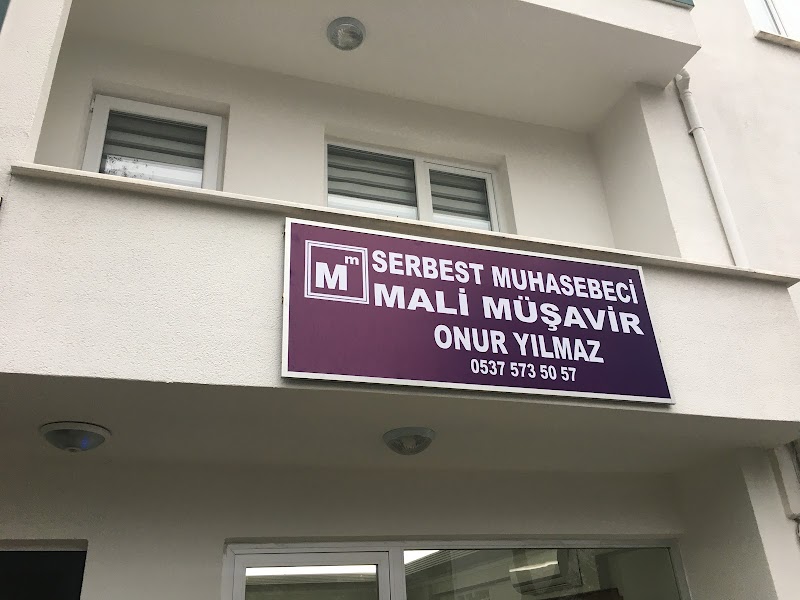 Mm
SERBEST MUHASEBECİ
MALİ MÜŞAVİR
ONUR YILMAZ
0537 573 50 57